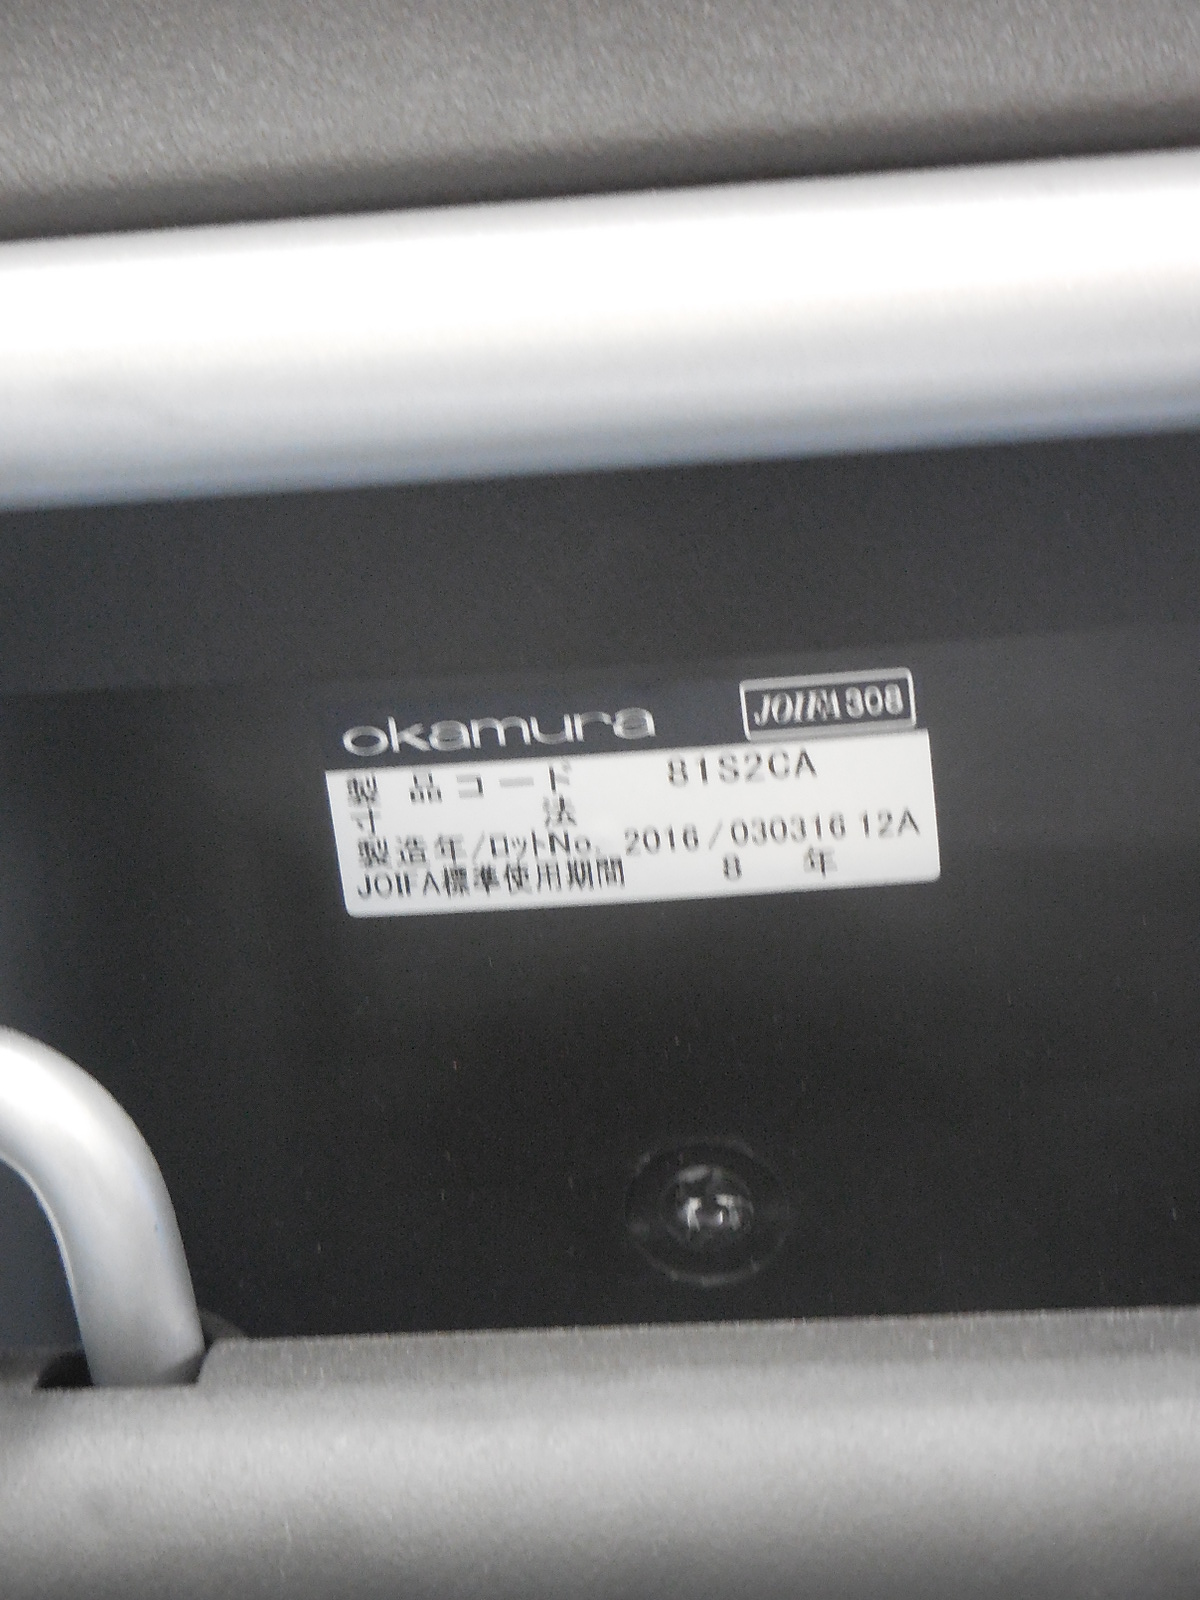 okamura JOIFA308
製品コード 81S2CA
寸法
製造年/ロットNo. 2016/030316 12A
JOIFA標準使用期間 8 年